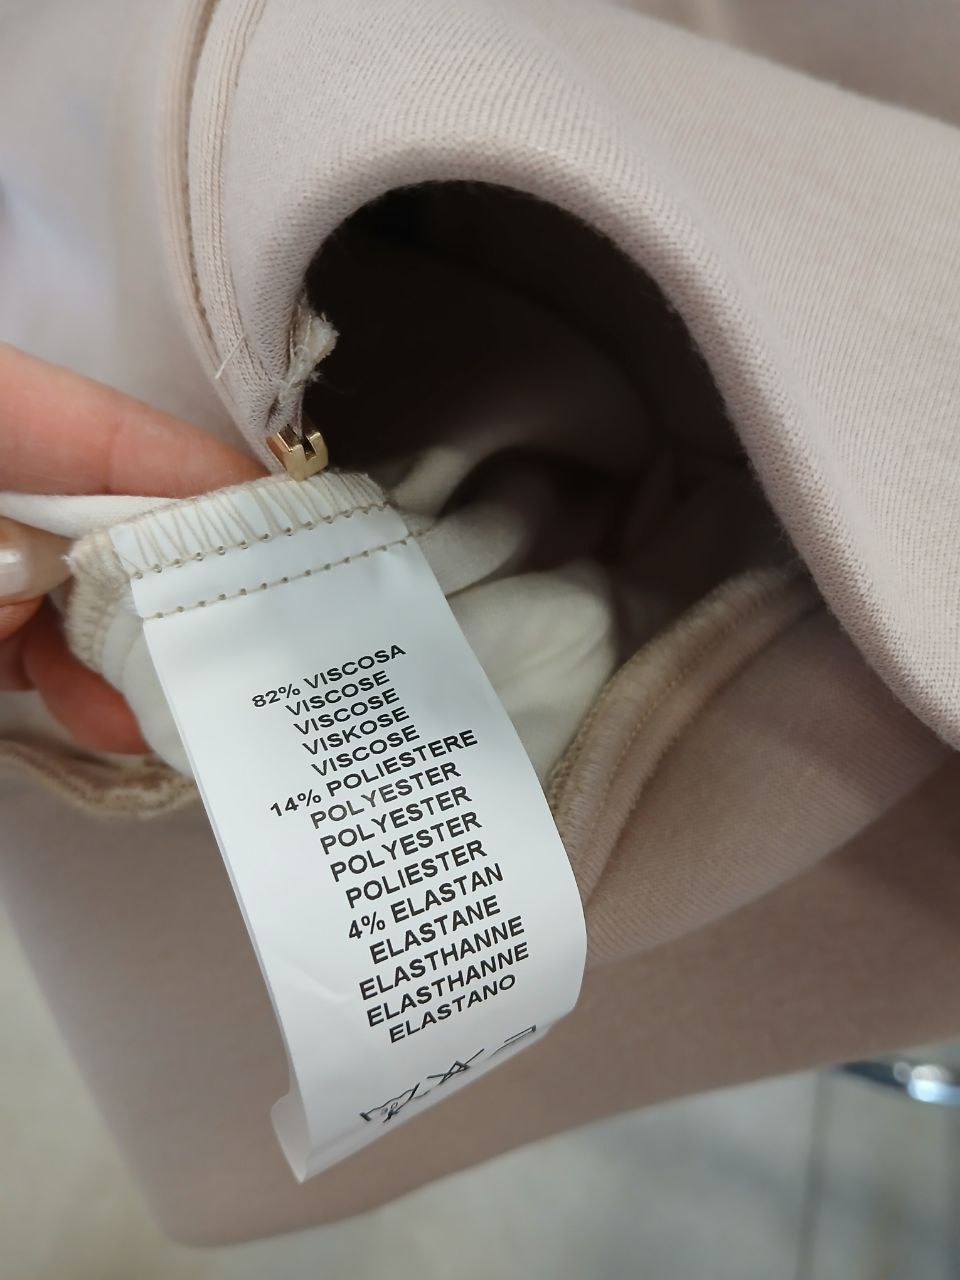 82% VISCOSA
VISCOSE
VISCOSE
VISKOSE
VISCOSE
14% POLIESTERE
POLYESTER
POLYESTER
POLYESTER
POLIESTER
4% ELASTAN
ELASTANE
ELASTHANNE
ELASTHANNE
ELASTANO